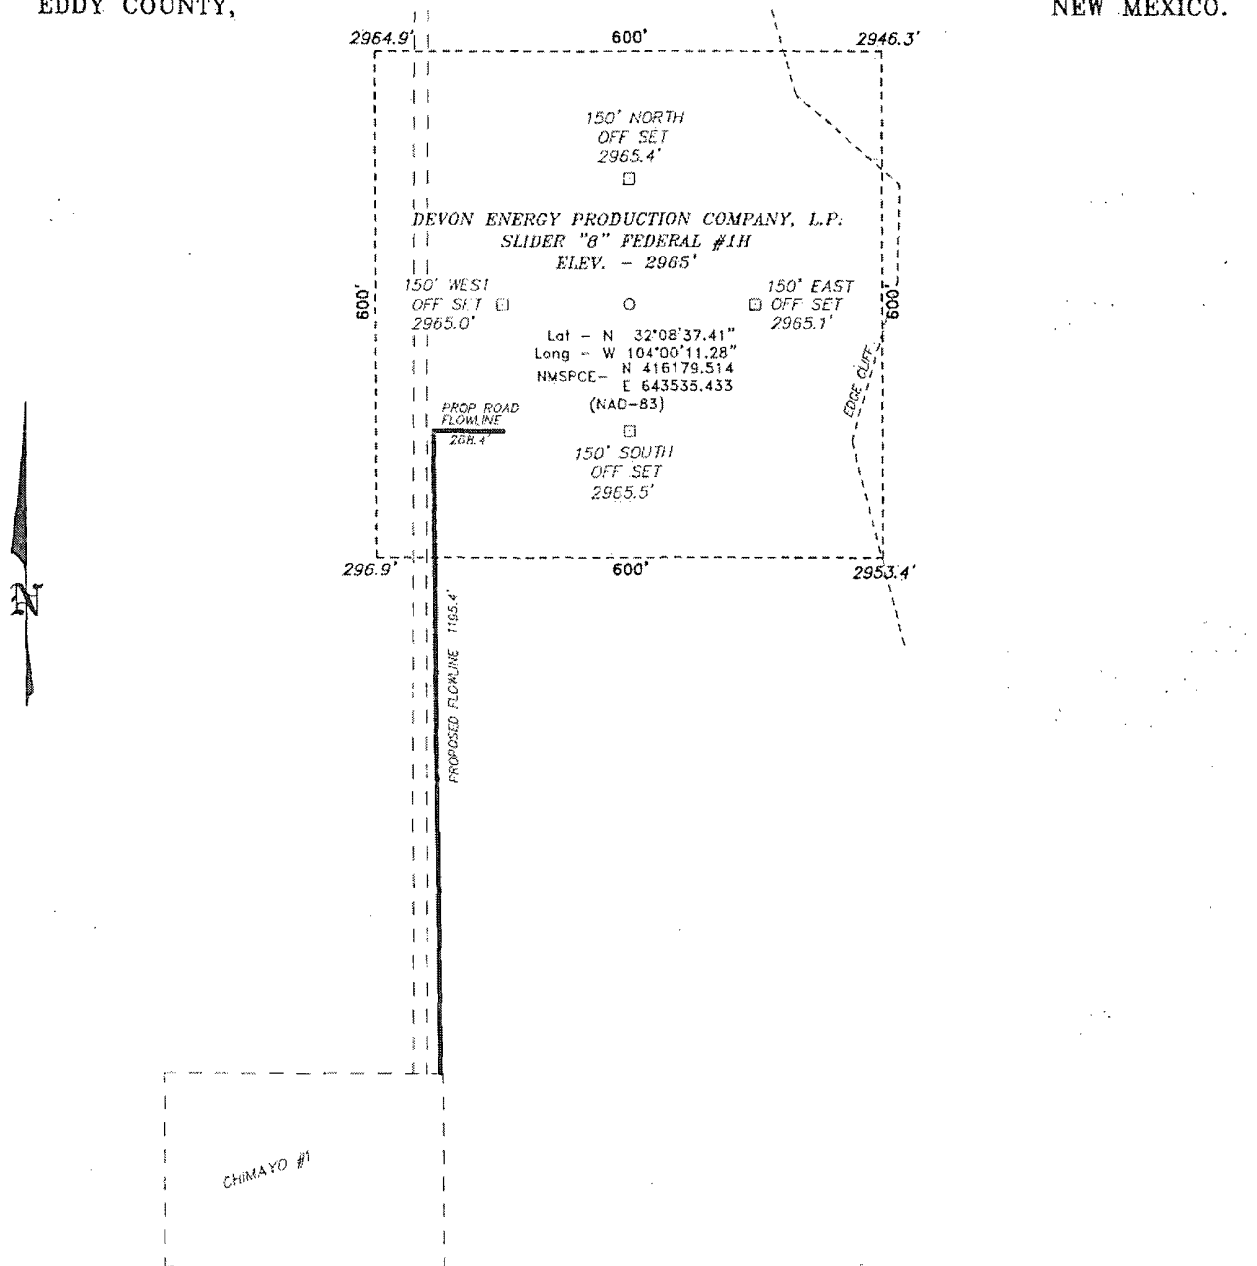 EDDY COUNTY,
NEW MEXICO.
2964.9'
600'
2946.3'
150' NORTH
OFF SET
2965.4'
DEVON ENERGY PRODUCTION COMPANY, L.P.
SLIDER "8" FEDERAL #1H
ELEV. - 2965'
600'
150' WEST
OFF SET
2965.0'
150' EAST
OFF SET
2965.1'
600'
Lat - N 32°08'37.41"
Long - W 104°00'11.28"
NMSPCE- N 416179.514
E 643535.433
(NAD-83)
EDGE CLIFF
PROP ROAD
FLOWLINE
268.4'
150' SOUTH
OFF SET
2965.5'
296.9'
600'
2953.4'
N
PROPOSED FLOWLINE 1195.4'
CHIMAYO #1